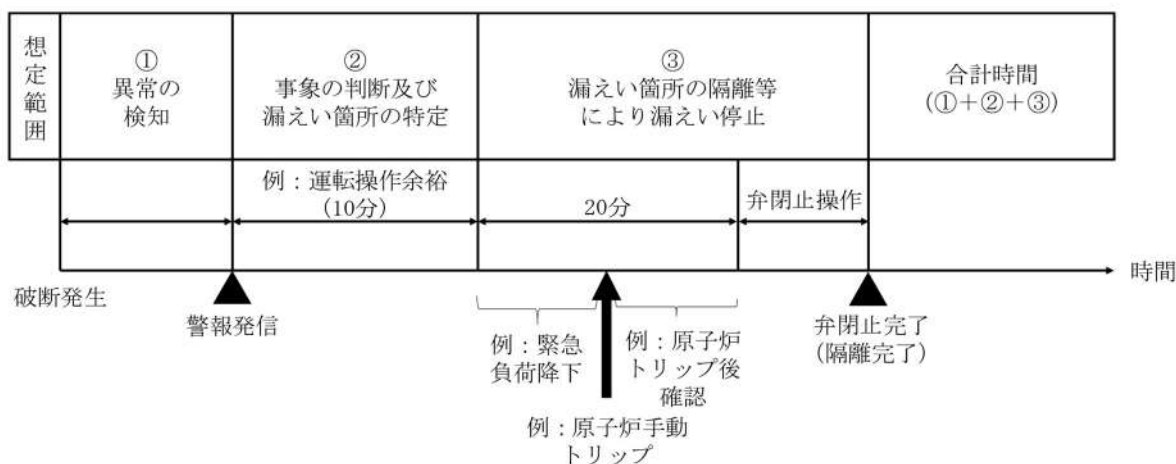 想定範囲
①
異常の
検知
②
事象の判断及び
漏えい箇所の特定
③
漏えい箇所の隔離等
により漏えい停止
合計時間
(①+②+③)
例：運転操作余裕
(10分)
20分
弁閉止操作
時間
破断発生
警報発信
例：緊急
負荷降下
例：原子炉
トリップ後
確認
弁閉止完了
(隔離完了)
例：原子炉手動
トリップ